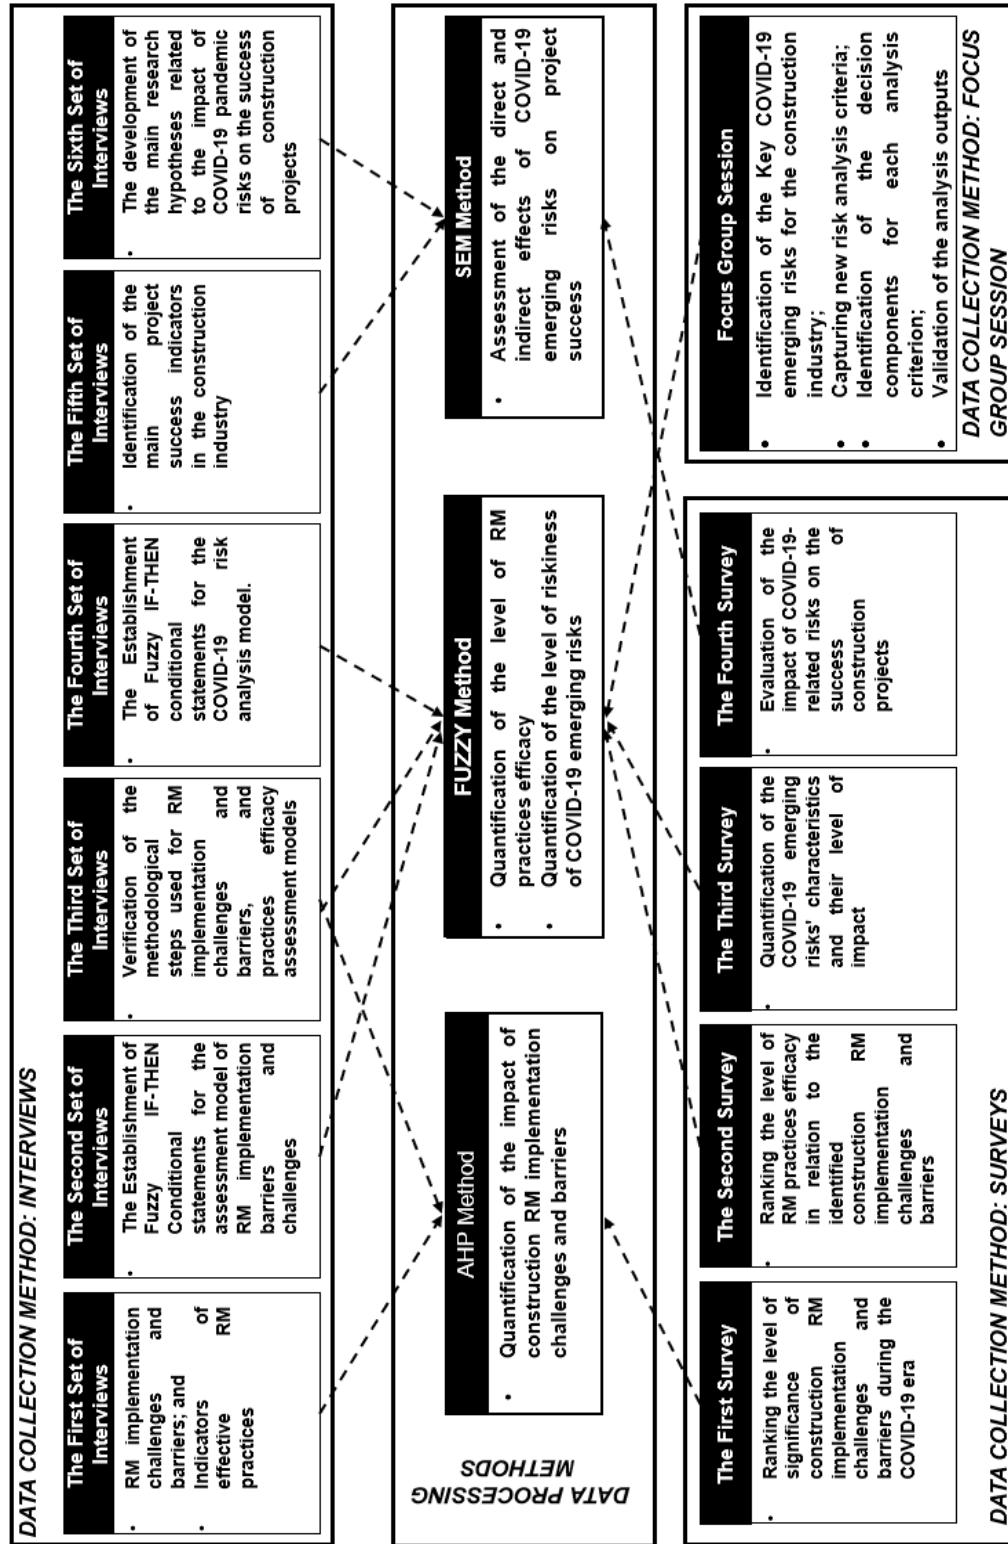 DATA COLLECTION METHOD: INTERVIEWS
The First Set of
Interviews
• RM implementation
challenges and
barriers; and
• Indicators of
effective RM
practices
The Second Set of
Interviews
• The Establishment of
Fuzzy IF-THEN
Conditional
statements for the
assessment model of
RM implementation
barriers and
challenges
The Third Set of
Interviews
• Verification of the
methodological
steps used for RM
implementation
challenges and
barriers, and
practices efficacy
assessment models
The Fourth Set of
Interviews
• The Establishment
of Fuzzy IF-THEN
conditional
statements for the
COVID-19 risk
analysis model.
The Fifth Set of
Interviews
• Identification of the
main project
success indicators
in the construction
industry
The Sixth Set of
Interviews
• The development of
the main research
hypotheses related
to the impact of
COVID-19 pandemic
risks on the success
of construction
projects
DATA PROCESSING
METHODS
AHP Method
• Quantification of the impact of
construction RM implementation
challenges and barriers
FUZZY Method
• Quantification of the level of RM
practices efficacy
• Quantification of the level of riskiness
of COVID-19 emerging risks
SEM Method
• Assessment of the direct and
indirect effects of COVID-19
emerging risks on project
success
The First Survey
• Ranking the level of
significance of
construction RM
implementation
challenges and
barriers during the
COVID-19 era
The Second Survey
• Ranking the level of
RM practices efficacy
in relation to the
identified
construction RM
implementation
challenges and
barriers
The Third Survey
• Quantification of the
COVID-19 emerging
risks' characteristics
and their level of
impact
The Fourth Survey
• Evaluation of the
impact of COVID-19-
related risks on the
success of
construction
projects
DATA COLLECTION METHOD: SURVEYS
Focus Group Session
• Identification of the Key COVID-19
emerging risks for the construction
industry;
• Capturing new risk analysis criteria;
• Identification of the decision
components for each analysis
criterion;
• Validation of the analysis outputs
DATA COLLECTION METHOD: FOCUS
GROUP SESSION